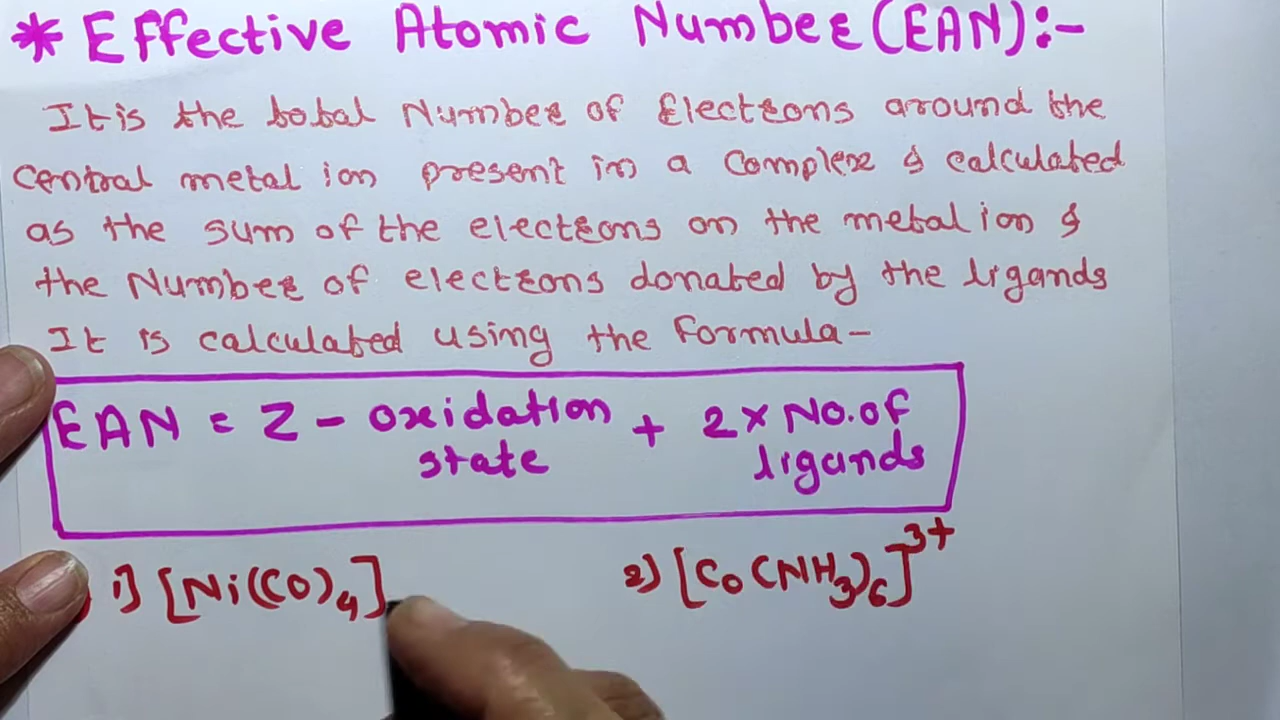 * Effective Atomic Number (EAN):-
It is the total Number of Electrons around the
central metal ion present in a complex & calculated
as the sum of the electrons on the metal ion &
the Number of electrons donated by the ligands
It is calculated using the Formula-
EAN = Z - oxidation state + 2 x No. of ligands
1) [Ni(CO)4] 2) [Co(NH3)6]3+